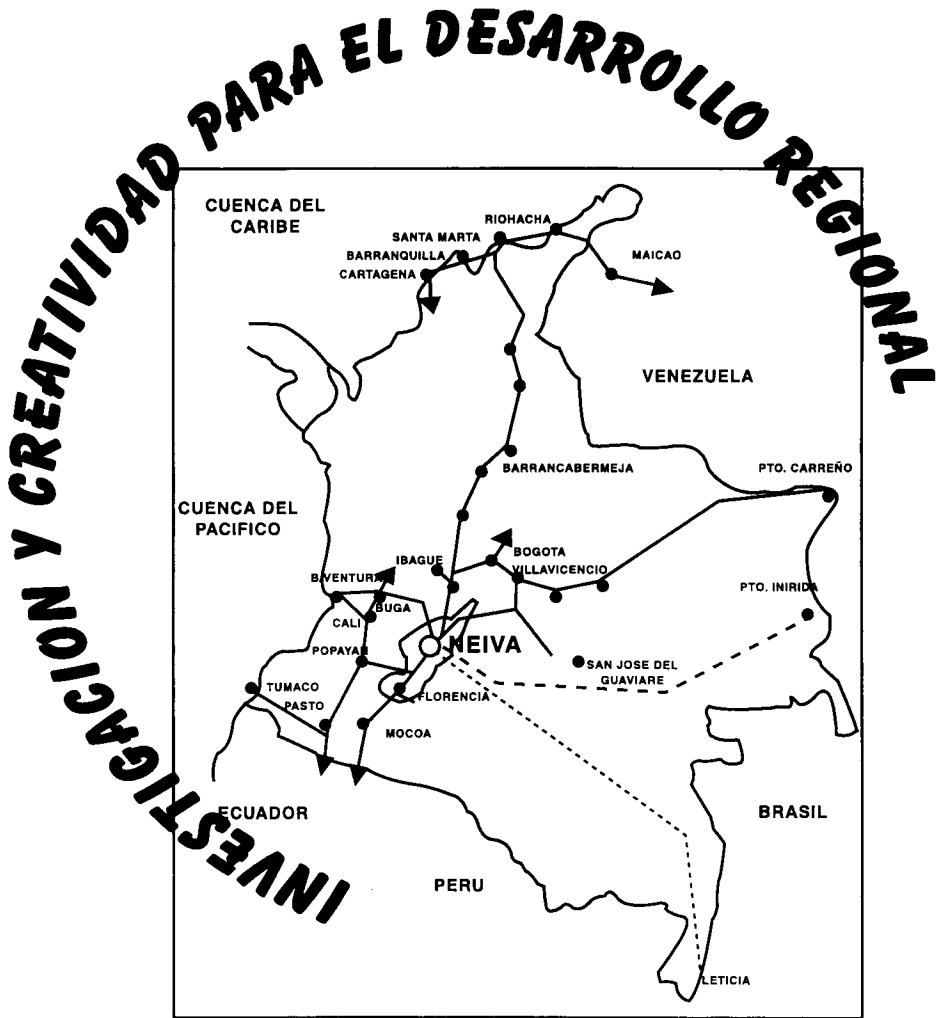 INVESTIGACION Y CREATIVIDAD PARA EL DESARROLLO REGIONAL
CUENCA DEL
CARIBE
RIOHACHA
SANTA MARTA
BARRANQUILLA
CARTAGENA
MAICAO
VENEZUELA
BARRANCABERMEJA
PTO. CARREÑO
CUENCA DEL
PACIFICO
IBAGUE
BOGOTA
VILLAVICENCIO
B/VENTURA
BUGA
PTO. INIRIDA
CALI
NEIVA
POPAYAN
SAN JOSE DEL
GUAVIARE
TUMACO
FLORENCIA
PASTO
MOCOA
ECUADOR
BRASIL
PERU
LETICIA